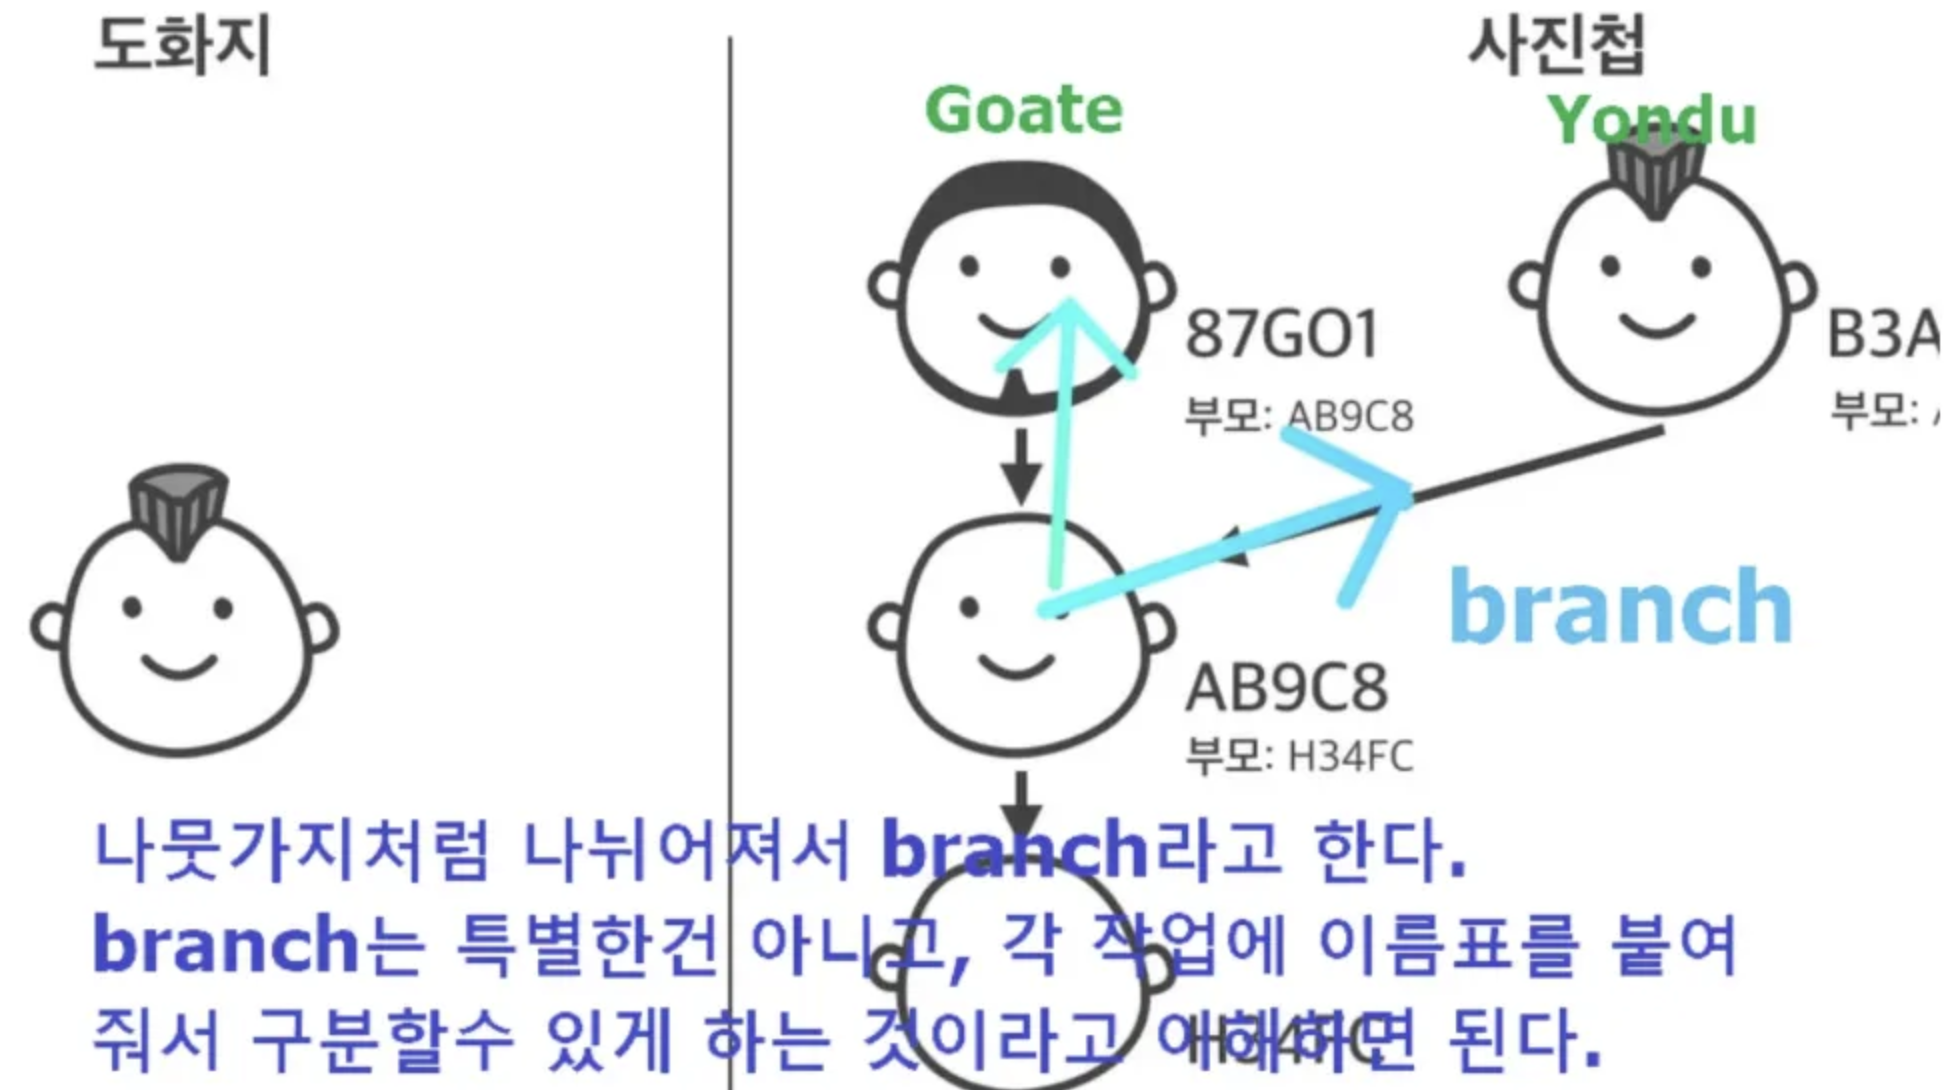 도화지
사진첩
Goate
Yondu
87GO1
부모: AB9C8
B3A
부모:
branch
AB9C8
부모: H34FC
나뭇가지처럼 나뉘어져서 branch라고 한다.
branch는 특별한건 아니고, 각 작업에 이름표를 붙여
줘서 구분할수 있게 하는 것이라고 이해하면 된다.
H34FC